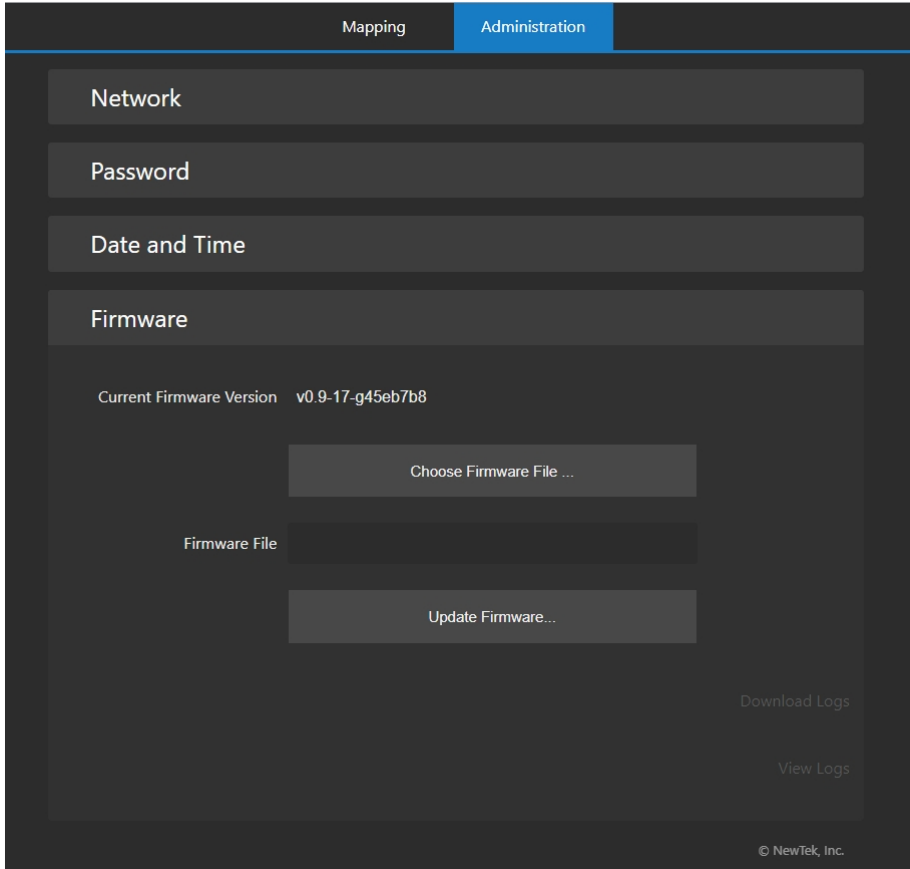 Mapping Administration
Network
Password
Date and Time
Firmware
Current Firmware Version v0.9-17-g45eb7b8
Choose Firmware File ...
Firmware File
Update Firmware...
Download Logs
View Logs
© NewTek, Inc.